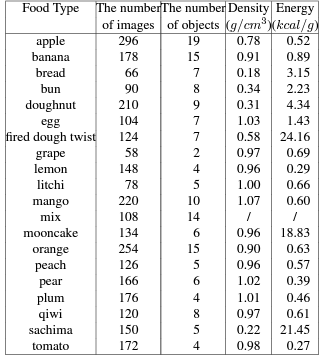 Food Type The number of images The number of objects Density (g/cm³) Energy (kcal/g)
apple 296 19 0.78 0.52
banana 178 15 0.91 0.89
bread 66 7 0.18 3.15
bun 90 8 0.34 2.23
doughnut 210 9 0.31 4.34
egg 104 7 1.03 1.43
fired dough twist 124 7 0.58 24.16
grape 58 2 0.97 0.69
lemon 148 4 0.96 0.29
litchi 78 5 1.00 0.66
mango 220 10 1.07 0.60
mix 108 14 / /
mooncake 134 6 0.96 18.83
orange 254 15 0.90 0.63
peach 126 5 0.96 0.57
pear 166 6 1.02 0.39
plum 176 4 1.01 0.46
qiwi 120 8 0.97 0.61
sachima 150 5 0.22 21.45
tomato 172 4 0.98 0.27